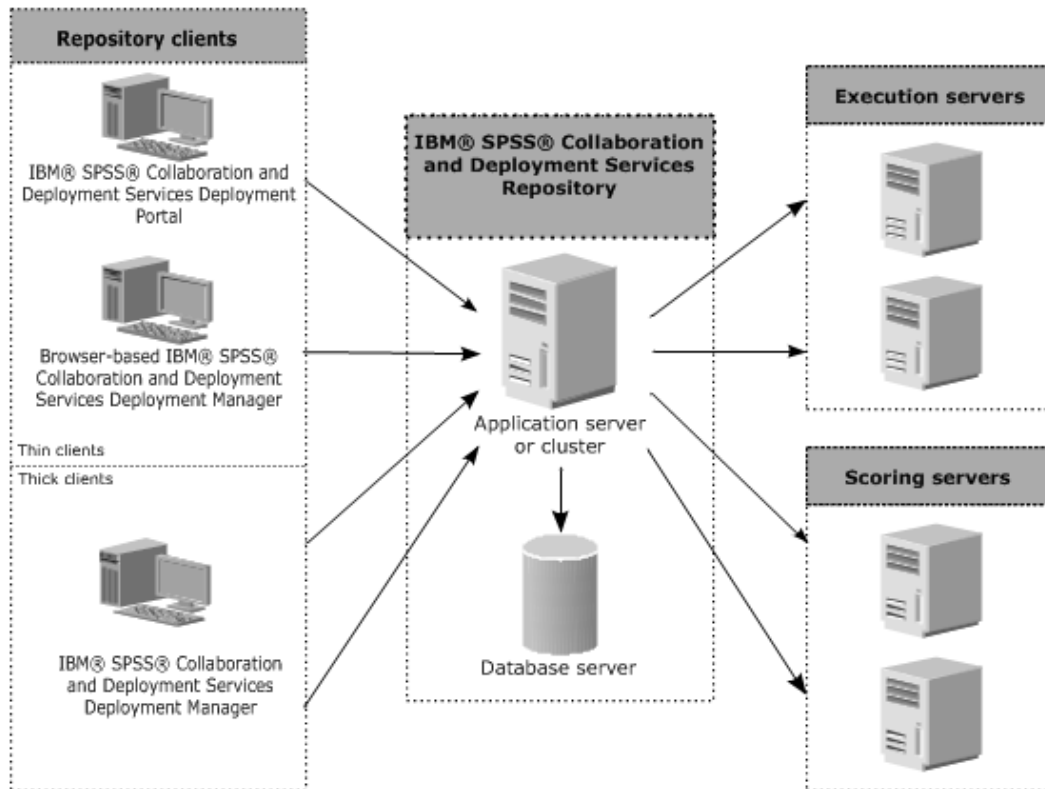 Repository clients
IBM® SPSS® Collaboration and
Deployment Services Deployment
Portal
Browser-based IBM® SPSS®
Collaboration and Deployment
Services Deployment Manager
Thin clients
Thick clients
IBM® SPSS® Collaboration
and Deployment Services
Deployment Manager
IBM® SPSS® Collaboration
and Deployment Services
Repository
Application server
or cluster
Database server
Execution servers
Scoring servers